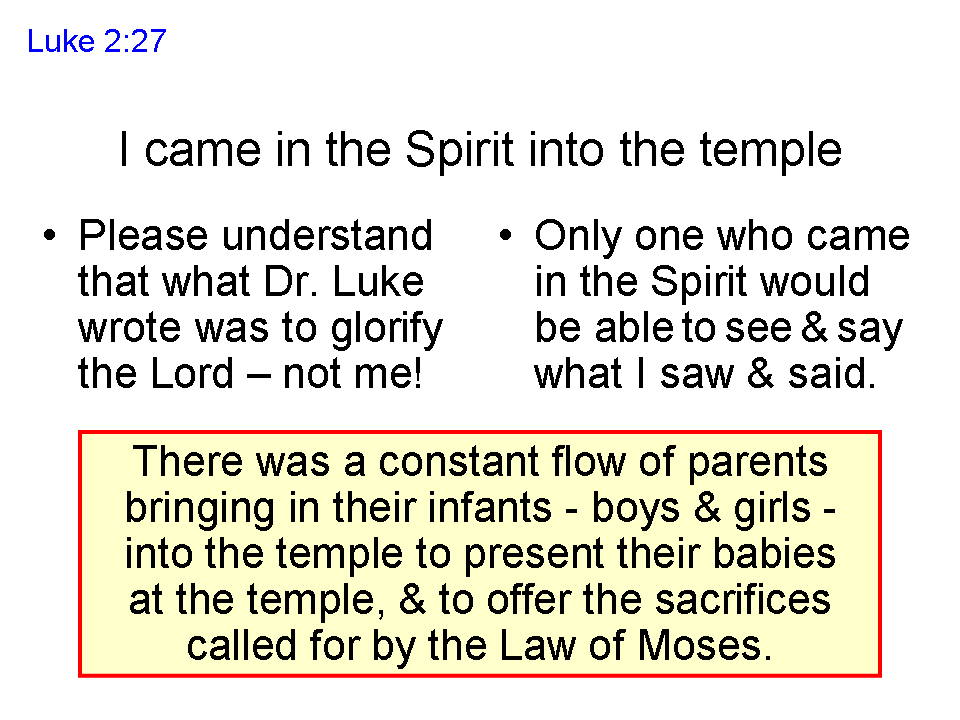 Luke 2:27
I came in the Spirit into the temple
• Please understand
that what Dr. Luke
wrote was to glorify
the Lord – not me!
• Only one who came
in the Spirit would
be able to see & say
what I saw & said.
There was a constant flow of parents
bringing in their infants - boys & girls -
into the temple to present their babies
at the temple, & to offer the sacrifices
called for by the Law of Moses.